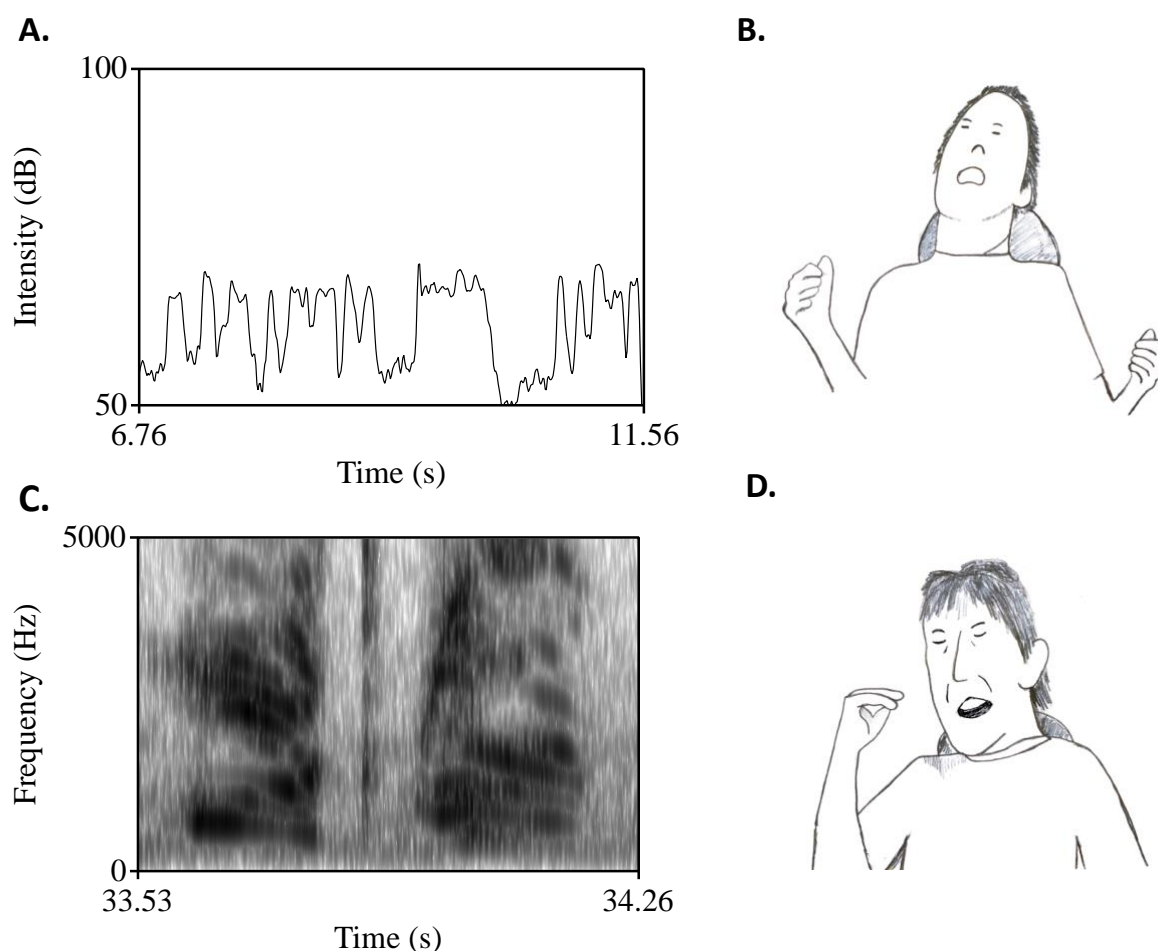 A.
B.
100
Intensity (dB)
50
6.76
11.56
Time (s)
C.
D.
5000
Frequency (Hz)
0
33.53
34.26
Time (s)